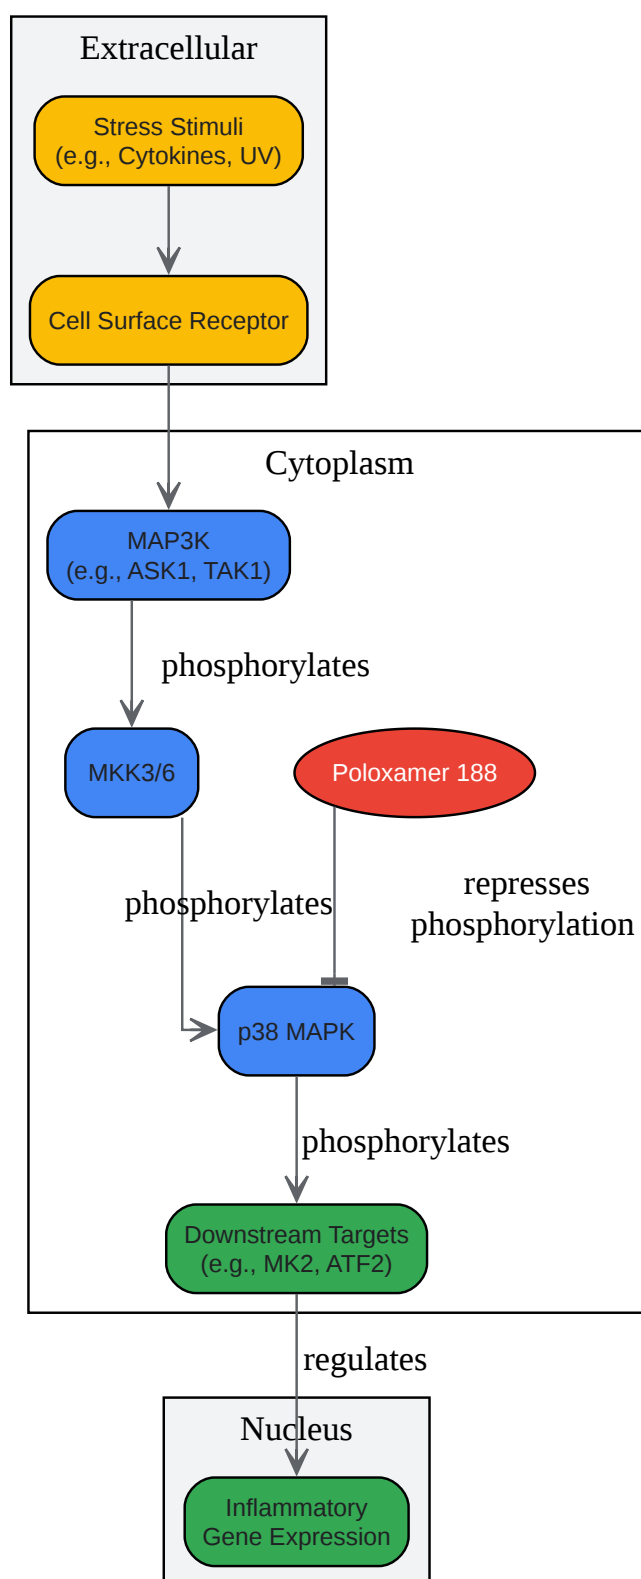 Extracellular
Stress Stimuli
(e.g., Cytokines, UV)
Cell Surface Receptor
Cytoplasm
MAP3K
(e.g., ASK1, TAK1)
phosphorylates
MKK3/6
Poloxamer 188
phosphorylates
represses
phosphorylation
p38 MAPK
phosphorylates
Downstream Targets
(e.g., MK2, ATF2)
regulates
Nucleus
Inflammatory
Gene Expression